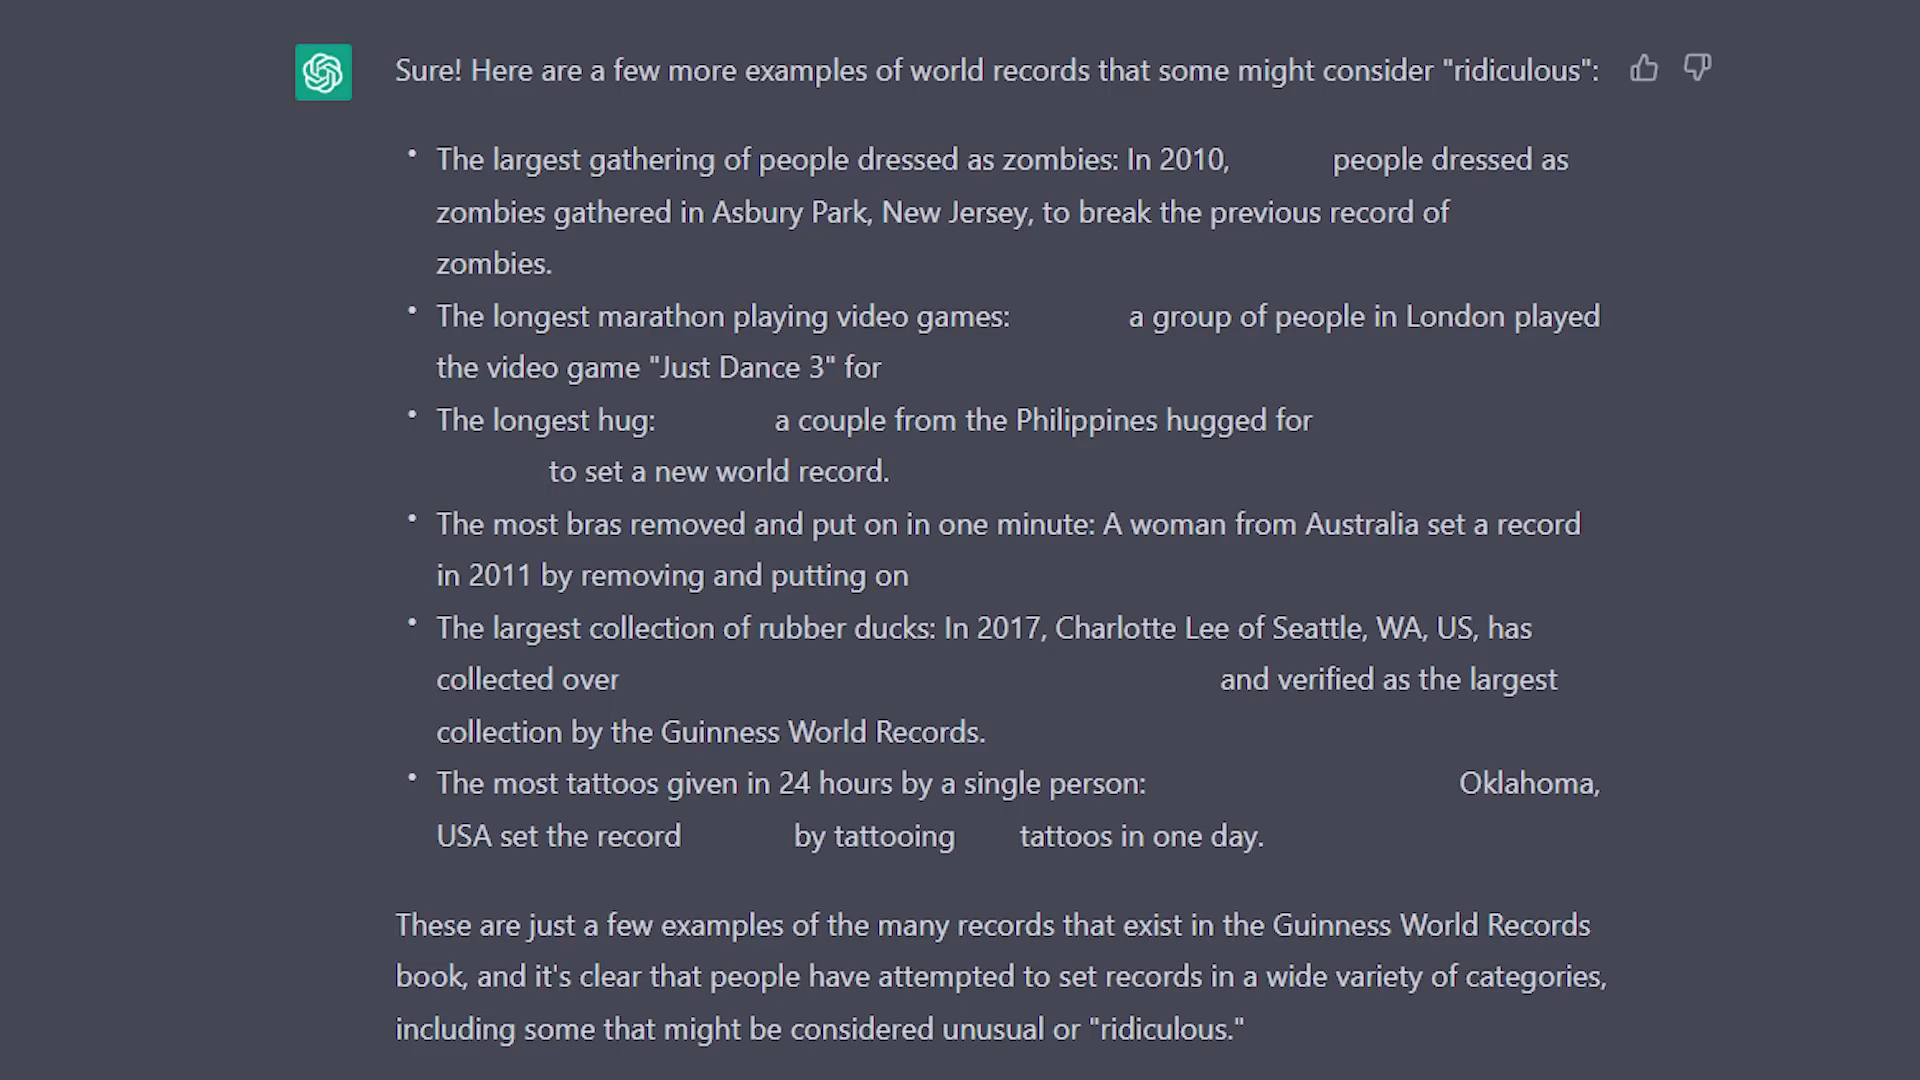 Sure! Here are a few more examples of world records that some might consider "ridiculous":
• The largest gathering of people dressed as zombies: In 2010, people dressed as
zombies gathered in Asbury Park, New Jersey, to break the previous record of
zombies.
• The longest marathon playing video games: a group of people in London played
the video game "Just Dance 3" for
• The longest hug: a couple from the Philippines hugged for
to set a new world record.
• The most bras removed and put on in one minute: A woman from Australia set a record
in 2011 by removing and putting on
• The largest collection of rubber ducks: In 2017, Charlotte Lee of Seattle, WA, US, has
collected over and verified as the largest
collection by the Guinness World Records.
• The most tattoos given in 24 hours by a single person: Oklahoma,
USA set the record by tattooing tattoos in one day.
These are just a few examples of the many records that exist in the Guinness World Records
book, and it's clear that people have attempted to set records in a wide variety of categories,
including some that might be considered unusual or "ridiculous."